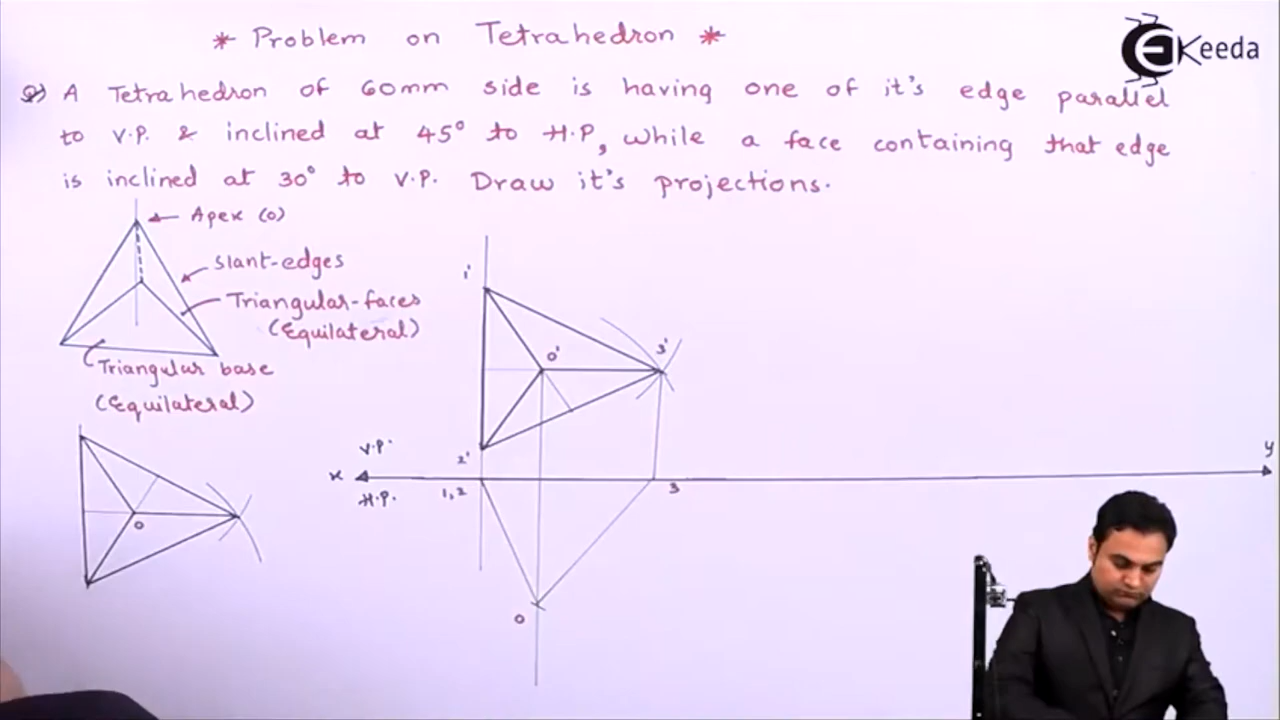 * Problem on Tetrahedron *
EKeeda
Q) A Tetrahedron of 60mm side is having one of it's edge parallel
to V.P. & inclined at 45° to H.P, while a face containing that edge
is inclined at 30° to V.P. Draw it's projections.
Apex (o)
Slant-edges
Triangular-faces
(Equilateral)
Triangular base
(Equilateral)
o
1'
o'
3'
2'
V.P.
x
y
H.P.
1,2
3
o